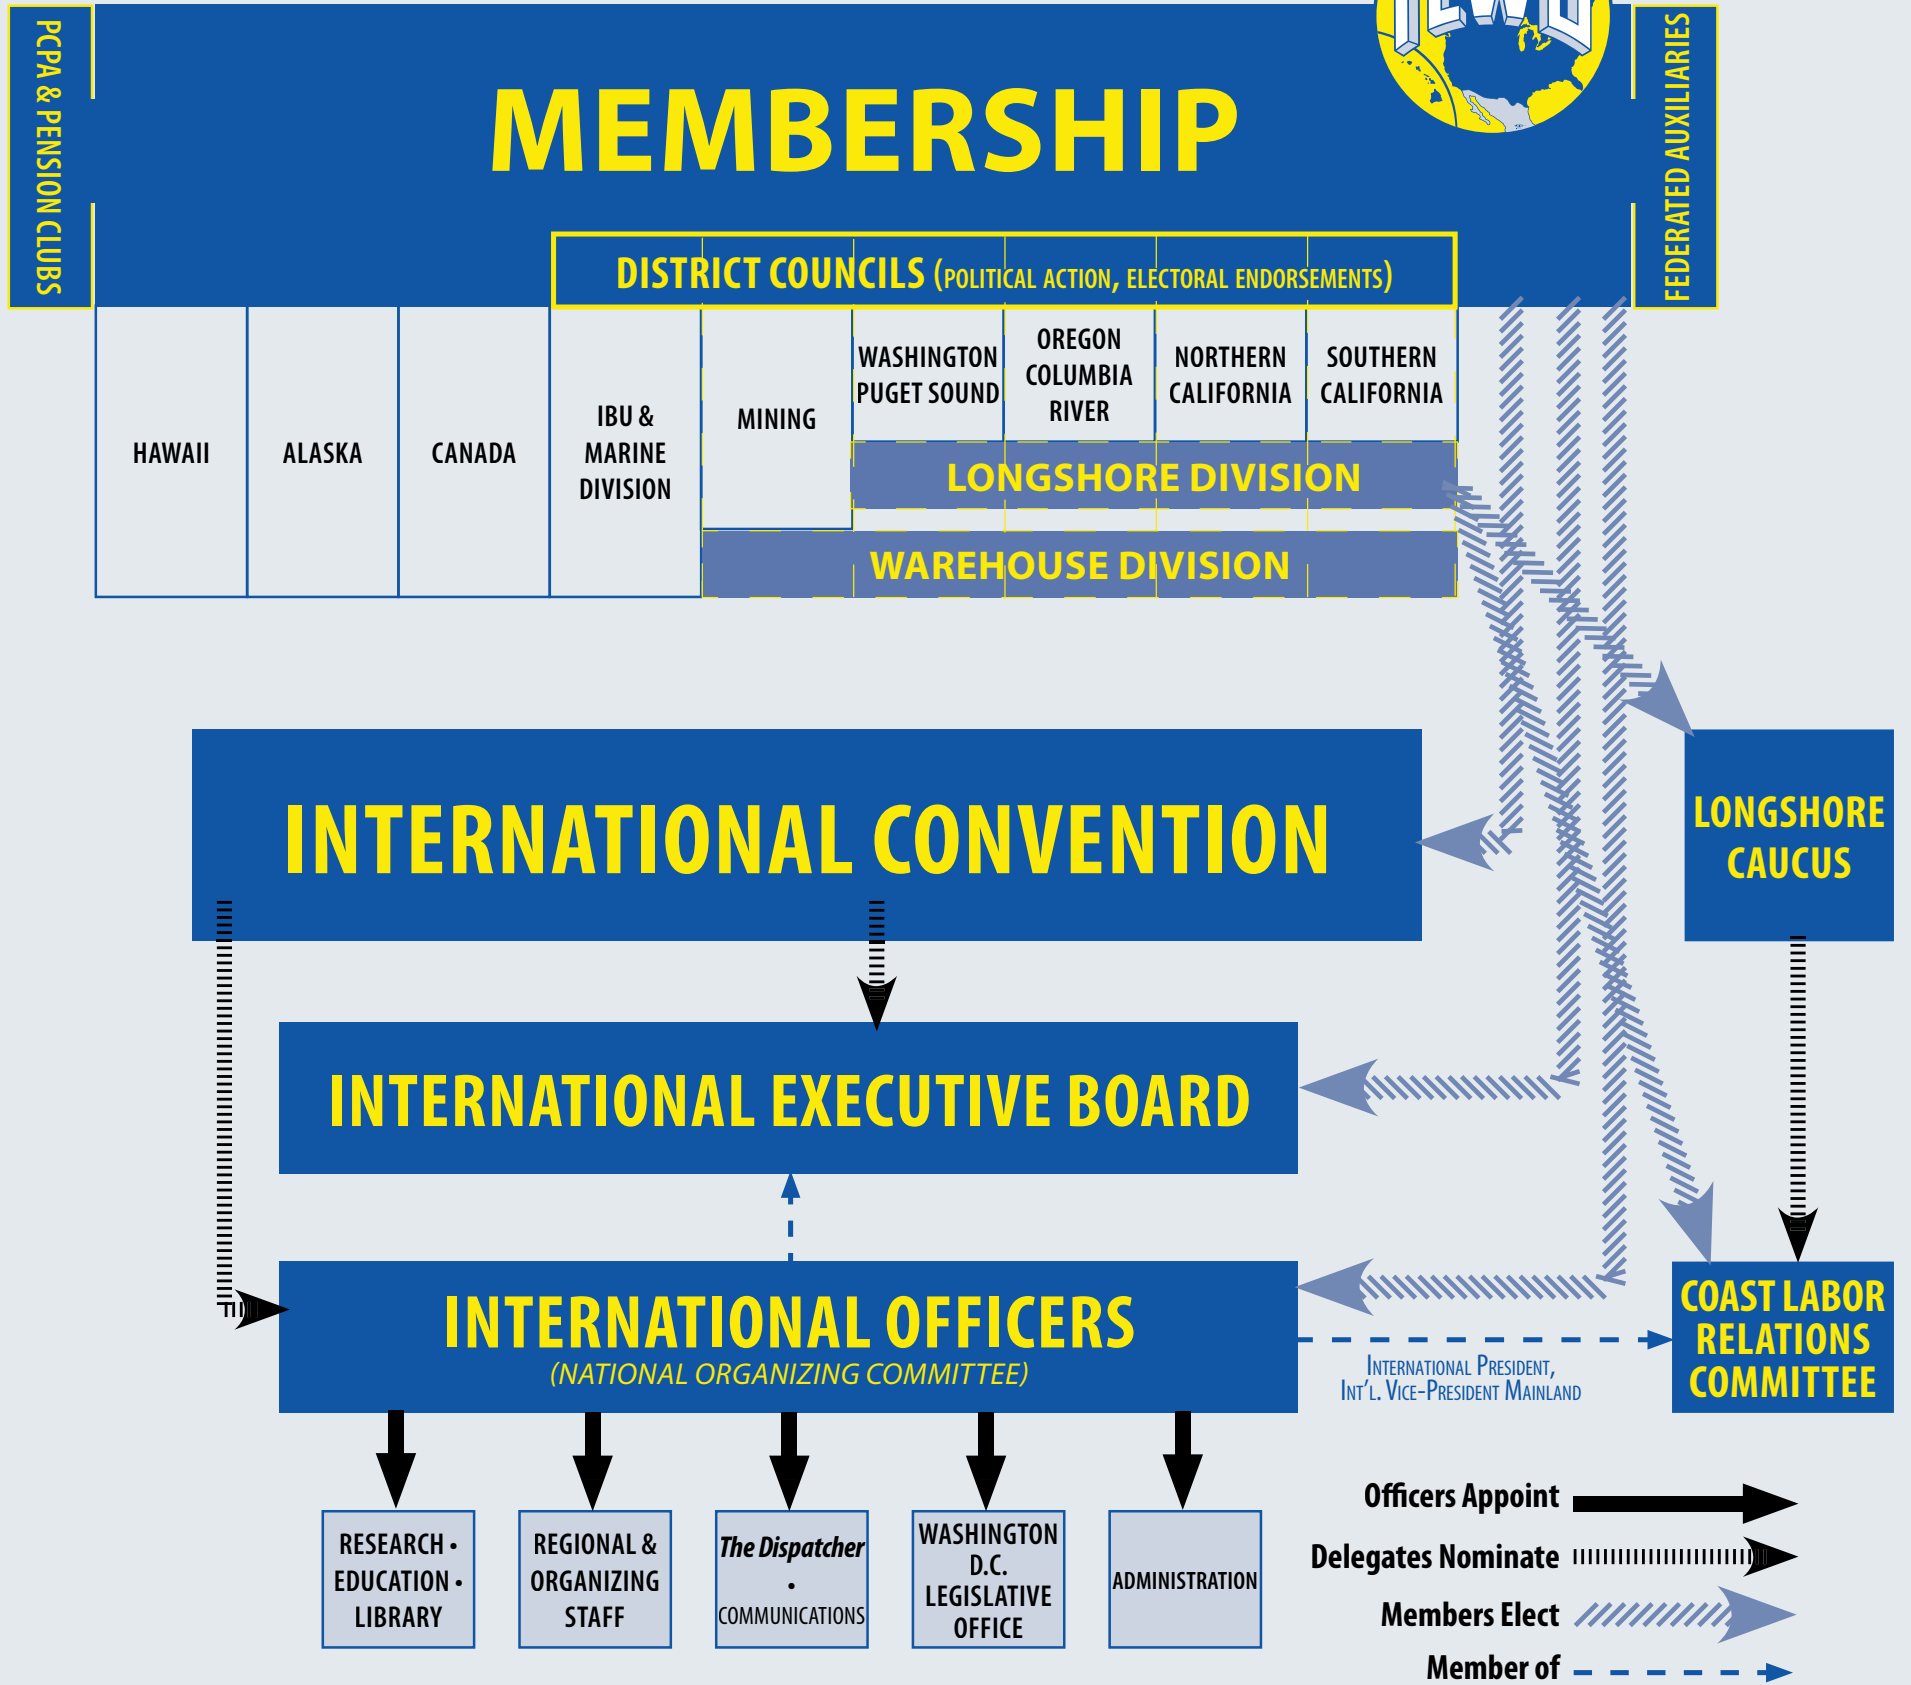 ILWU
PCPA & PENSION CLUBS
MEMBERSHIP
FEDERATED AUXILIARIES
DISTRICT COUNCILS (POLITICAL ACTION, ELECTORAL ENDORSEMENTS)
HAWAII
ALASKA
CANADA
IBU &
MARINE
DIVISION
MINING
WASHINGTON
PUGET SOUND
OREGON
COLUMBIA
RIVER
NORTHERN
CALIFORNIA
SOUTHERN
CALIFORNIA
LONGSHORE DIVISION
WAREHOUSE DIVISION
INTERNATIONAL CONVENTION
LONGSHORE
CAUCUS
INTERNATIONAL EXECUTIVE BOARD
INTERNATIONAL OFFICERS
(NATIONAL ORGANIZING COMMITTEE)
INTERNATIONAL PRESIDENT,
INT'L. VICE-PRESIDENT MAINLAND
COAST LABOR
RELATIONS
COMMITTEE
RESEARCH •
EDUCATION •
LIBRARY
REGIONAL &
ORGANIZING
STAFF
The Dispatcher
•
COMMUNICATIONS
WASHINGTON
D.C.
LEGISLATIVE
OFFICE
ADMINISTRATION
Officers Appoint
Delegates Nominate
Members Elect
Member of